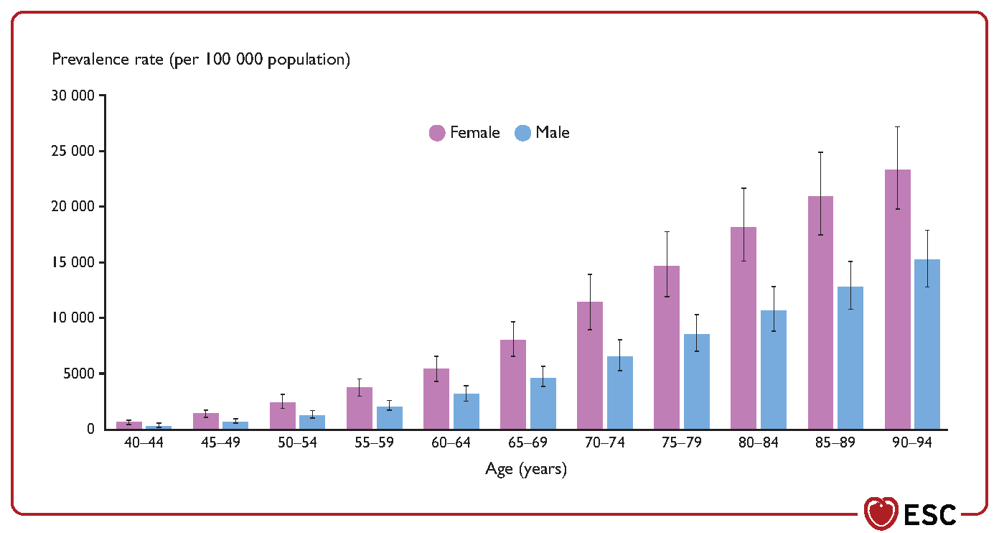 Prevalence rate (per 100 000 population)
30 000
Female Male
25 000
20 000
15 000
10 000
5000
0
40–44 45–49 50–54 55–59 60–64 65–69 70–74 75–79 80–84 85–89 90–94
Age (years)
ESC